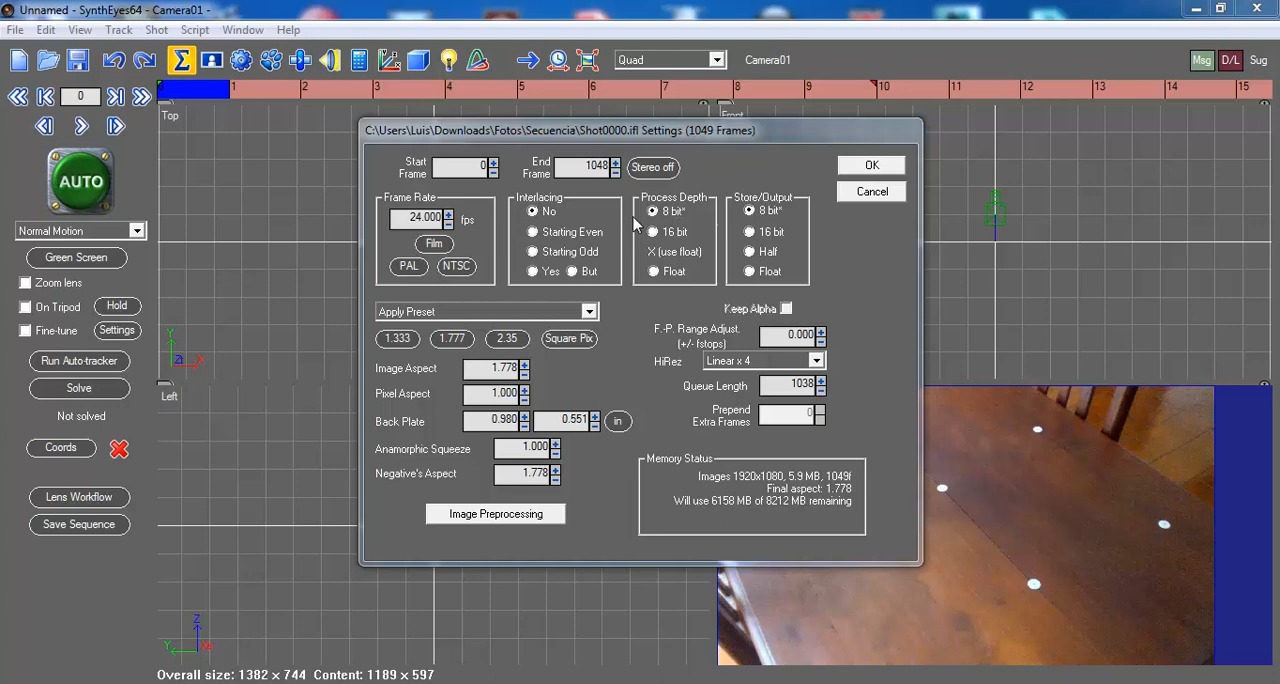 Unnamed - SynthEyes64 - Camera01 -
File Edit View Track Shot Script Window Help
Quad Camera01 Msg D/L Sug
0 0 1 3 4 5 6 7 8 9 10 11 12 13 14 15
Top Front
AUTO
Normal Motion
Green Screen
Zoom lens
On Tripod Hold
Fine-tune Settings
Run Auto-tracker
Solve
Not solved
Coords
Lens Workflow
Save Sequence
Y
Z X
Left
Z
Y X
C:\Users\Luis\Downloads\Fotos\Secuencia\Shot0000.ifl Settings (1049 Frames)
Start Frame 0 End Frame 1048 Stereo off OK
Cancel
Frame Rate
24.000 fps
Film
PAL NTSC
Interlacing
No
Starting Even
Starting Odd
Yes But
Process Depth
8 bit*
16 bit
X (use float)
Float
Store/Output
8 bit*
16 bit
Half
Float
Apply Preset
1.333 1.777 2.35 Square Pix
Image Aspect 1.778
Pixel Aspect 1.000
Back Plate 0.980 0.551 in
Anamorphic Squeeze 1.000
Negative's Aspect 1.778
Image Preprocessing
Keep Alpha
F.-P. Range Adjust. 0.000
(+/- fstops)
HiRez Linear x 4
Queue Length 1038
Prepend
Extra Frames 0
Memory Status
Images 1920x1080, 5.9 MB, 1049f
Final aspect: 1.778
Will use 6158 MB of 8212 MB remaining
Overall size: 1382 x 744 Content: 1189 x 597